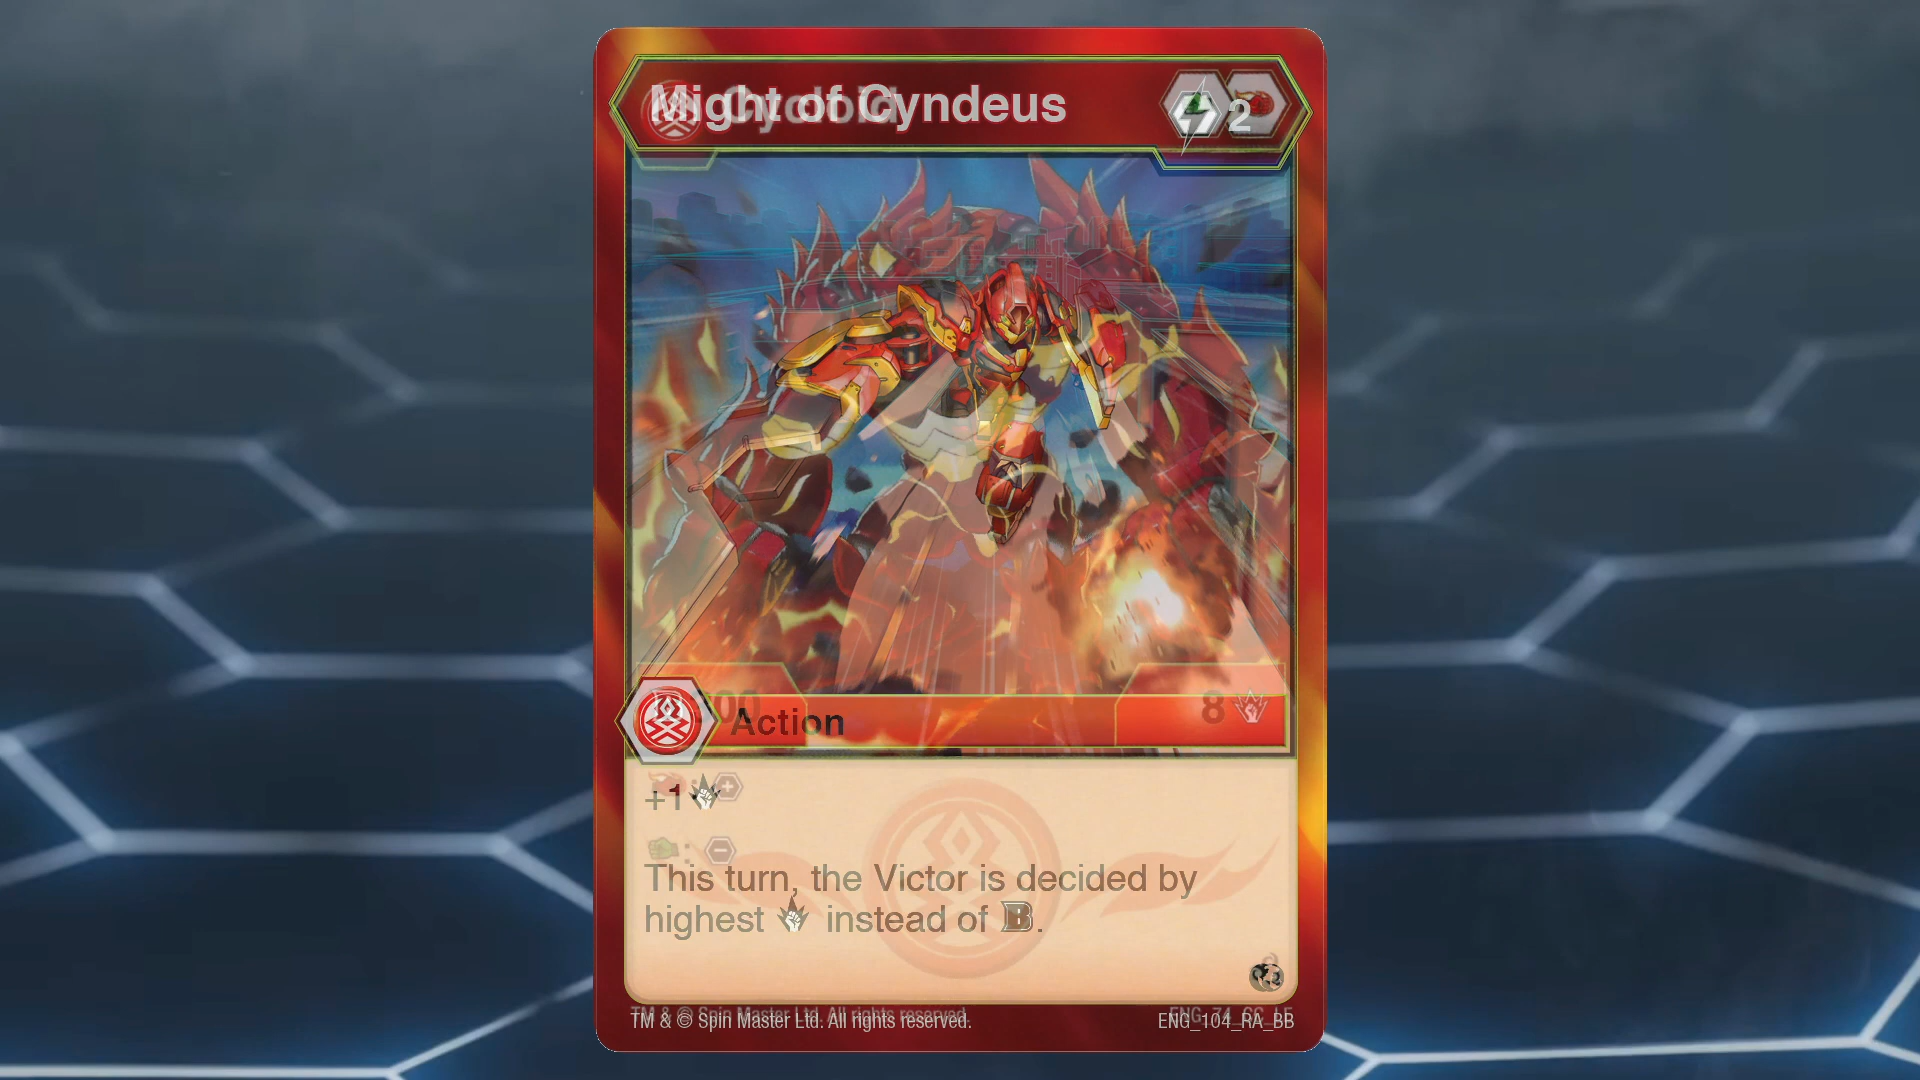 Might of Cyndeus
2
Action
8
+1
This turn, the Victor is decided by
highest instead of B.
TM & © Spin Master Ltd. All rights reserved.
ENG_104_RA_BB